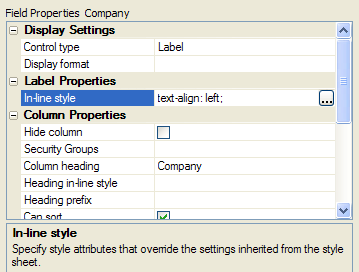 Field Properties Company
Display Settings
Control type Label
Display format
Label Properties
In-line style text-align: left; ...
Column Properties
Hide column
Security Groups
Column heading Company
Heading in-line style
Heading prefix
Can sort
In-line style
Specify style attributes that override the settings inherited from the style
sheet.